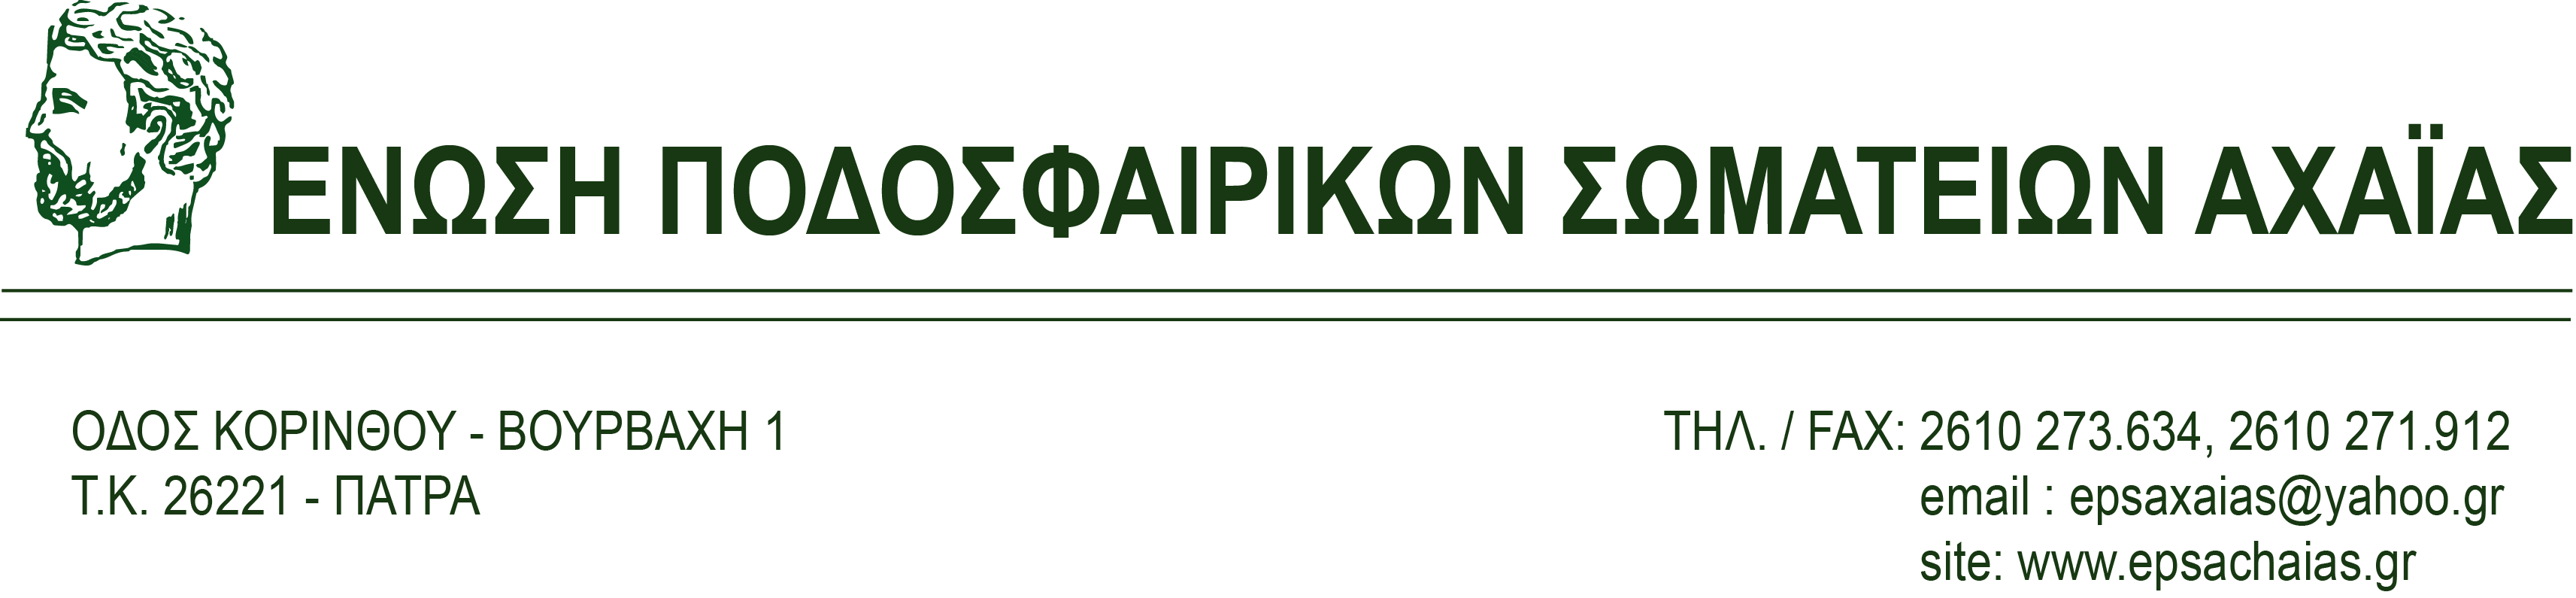 ΕΝΩΣΗ ΠΟΔΟΣΦΑΙΡΙΚΩΝ ΣΩΜΑΤΕΙΩΝ ΑΧΑΪΑΣ
ΟΔΟΣ ΚΟΡΙΝΘΟΥ - ΒΟΥΡΒΑΧΗ 1
Τ.Κ. 26221 - ΠΑΤΡΑ
ΤΗΛ. / FAX: 2610 273.634, 2610 271.912
email : epsaxaias@yahoo.gr
site: www.epsachaias.gr